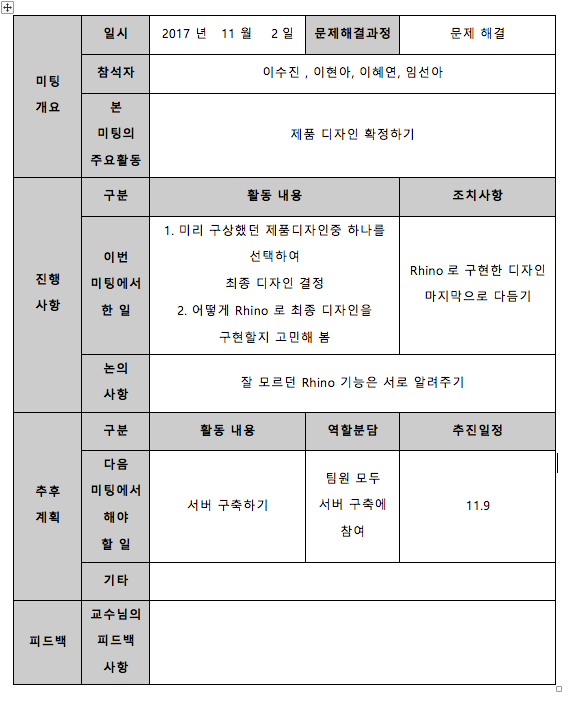 미팅
개요
일시
2017 년 11 월 2 일
문제해결과정
문제 해결
참석자
이수진 , 이현아, 이혜연, 임선아
본
미팅의
주요활동
제품 디자인 확정하기
진행
사항
구분
활동 내용
조치사항
이번
미팅에서
한 일
1. 미리 구상했던 제품디자인중 하나를
선택하여
최종 디자인 결정
2. 어떻게 Rhino 로 최종 디자인을
구현할지 고민해 봄
Rhino 로 구현한 디자인
마지막으로 다듬기
논의
사항
잘 모르던 Rhino 기능은 서로 알려주기
추후
계획
구분
활동 내용
역할분담
추진일정
다음
미팅에서
해야
할 일
서버 구축하기
팀원 모두
서버 구축에
참여
11.9
기타
피드백
교수님의
피드백
사항